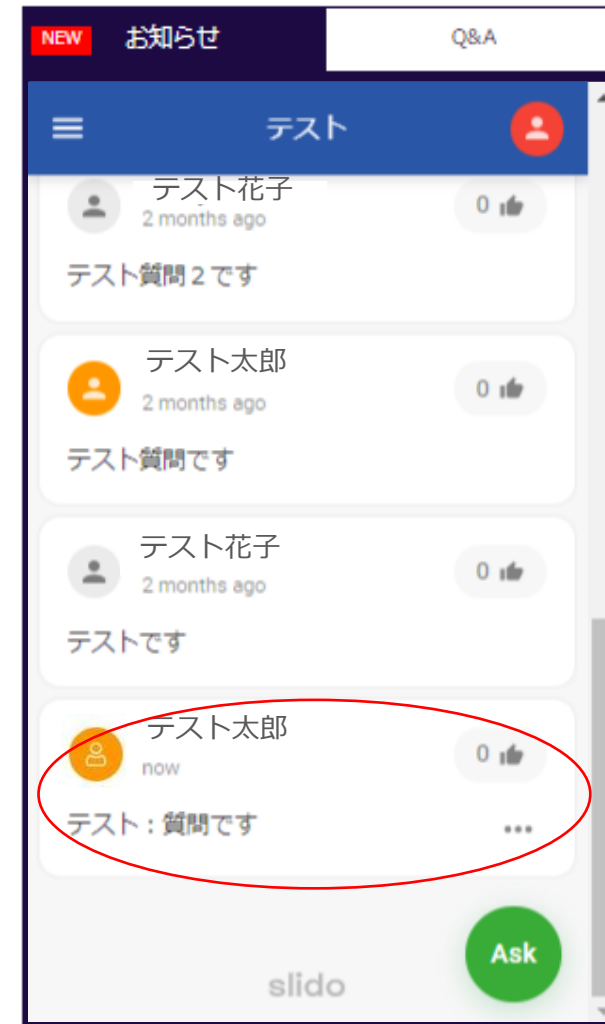 NEW お知らせ Q&A
テスト
テスト花子
0
2 months ago
テスト質問２です
テスト太郎
0
2 months ago
テスト質問です
テスト花子
0
2 months ago
テストです
テスト太郎
0
now
テスト：質問です
Ask
slido